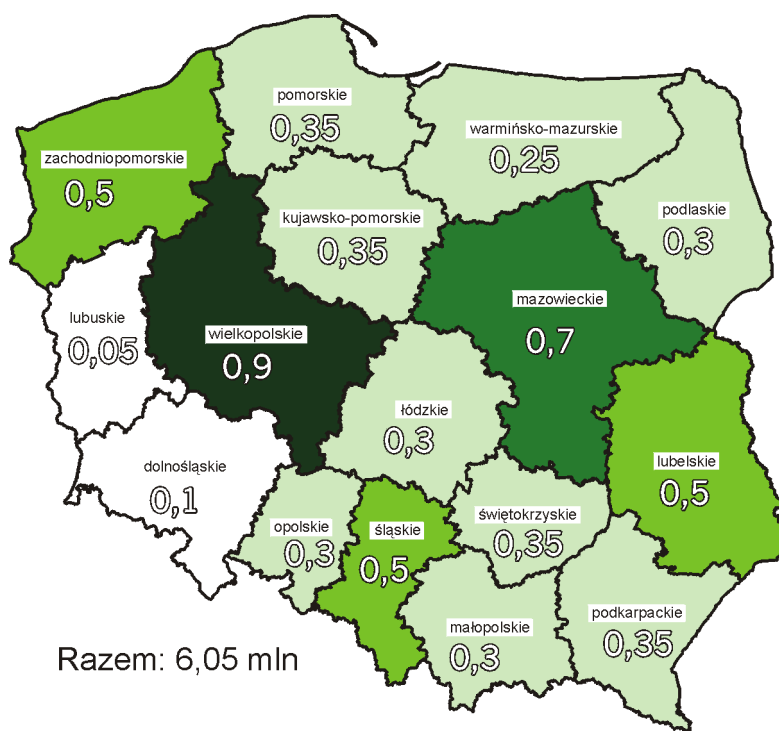 pomorskie
0,35
warmińsko-mazurskie
0,25
zachodniopomorskie
0,5
kujawsko-pomorskie
0,35
podlaskie
0,3
lubuskie
0,05
wielkopolskie
0,9
mazowieckie
0,7
łódzkie
0,3
dolnośląskie
0,1
lubelskie
0,5
opolskie
0,3
śląskie
0,5
świętokrzyskie
0,35
małopolskie
0,3
podkarpackie
0,35
Razem: 6,05 mln